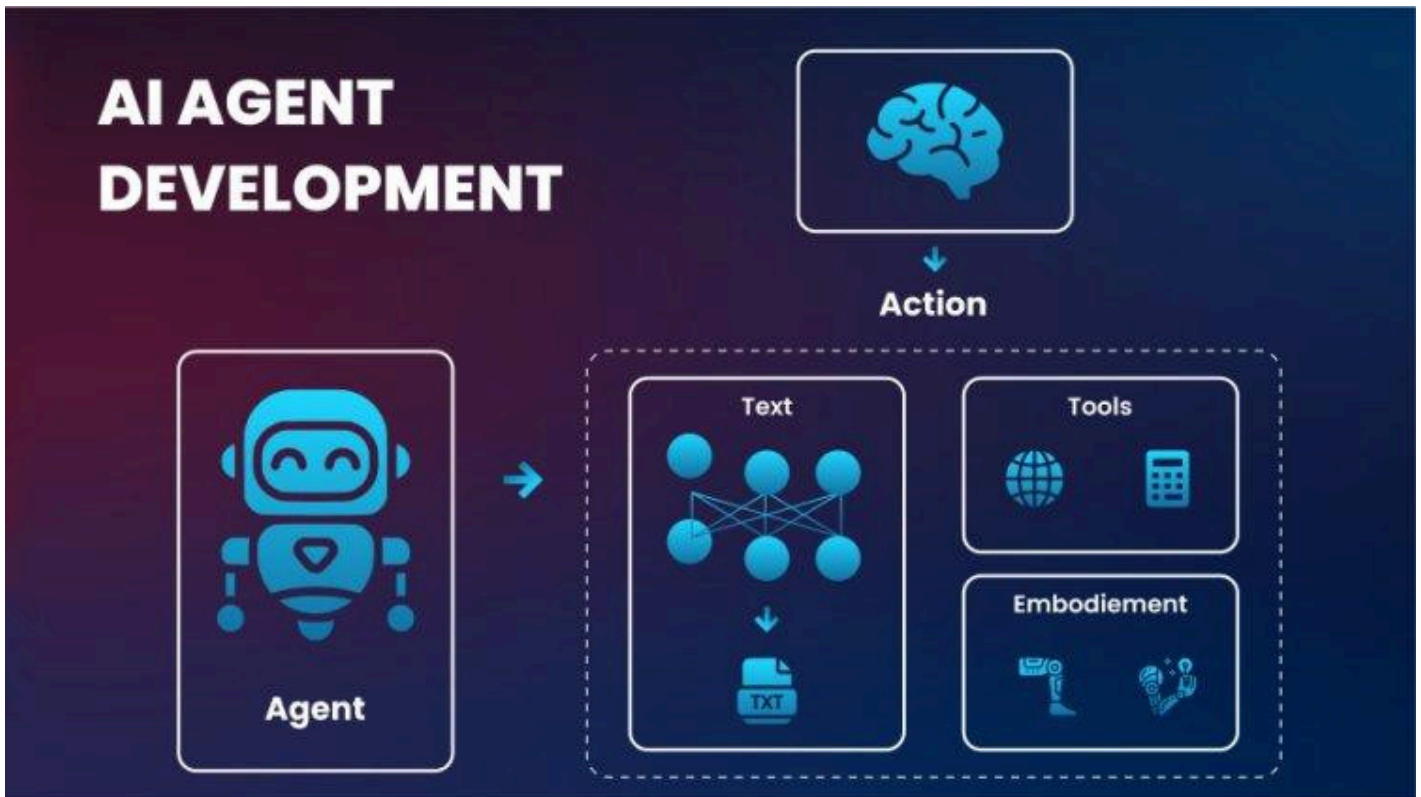 AI AGENT
DEVELOPMENT
Action
Text
Tools
Embodiement
TXT
Agent